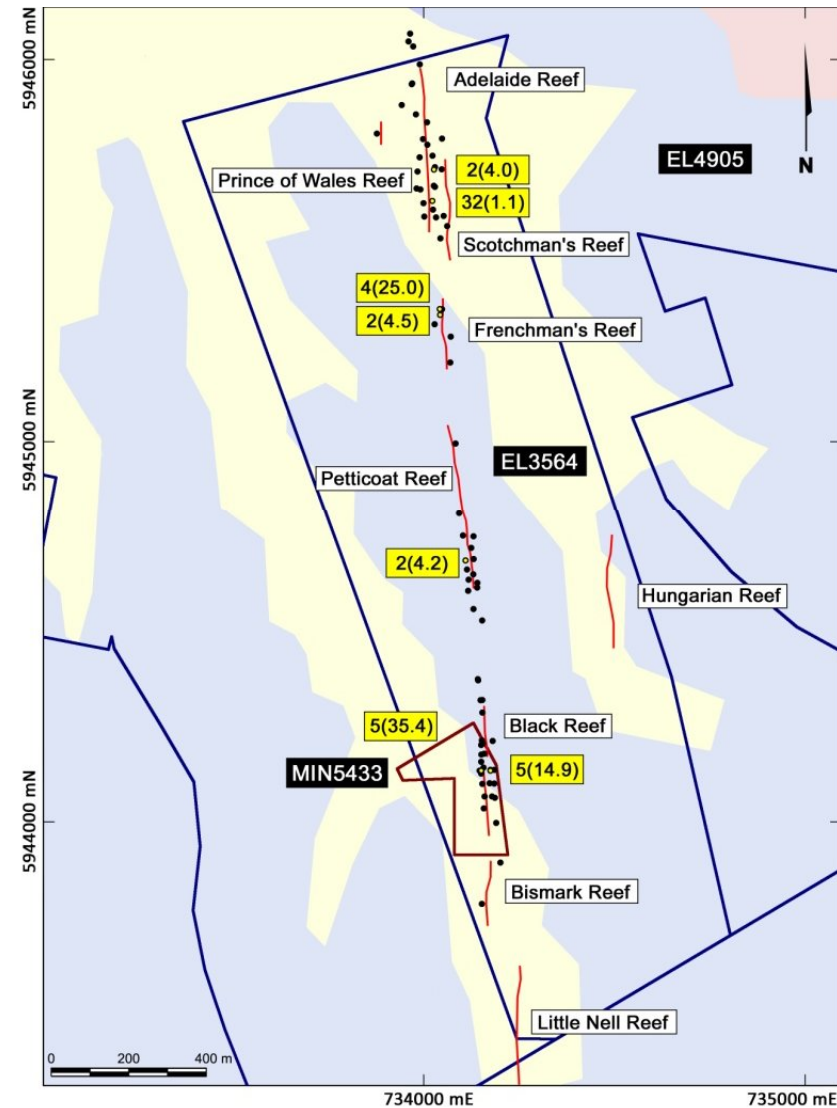 5946000 mN
Adelaide Reef
EL4905
N
2(4.0)
Prince of Wales Reef
32(1.1)
Scotchman's Reef
4(25.0)
2(4.5)
Frenchman's Reef
5945000 mN
EL3564
Petticoat Reef
2(4.2)
Hungarian Reef
5(35.4)
Black Reef
MIN5433
5(14.9)
5944000 mN
Bismark Reef
Little Nell Reef
0 200 400 m
734000 mE
735000 mE